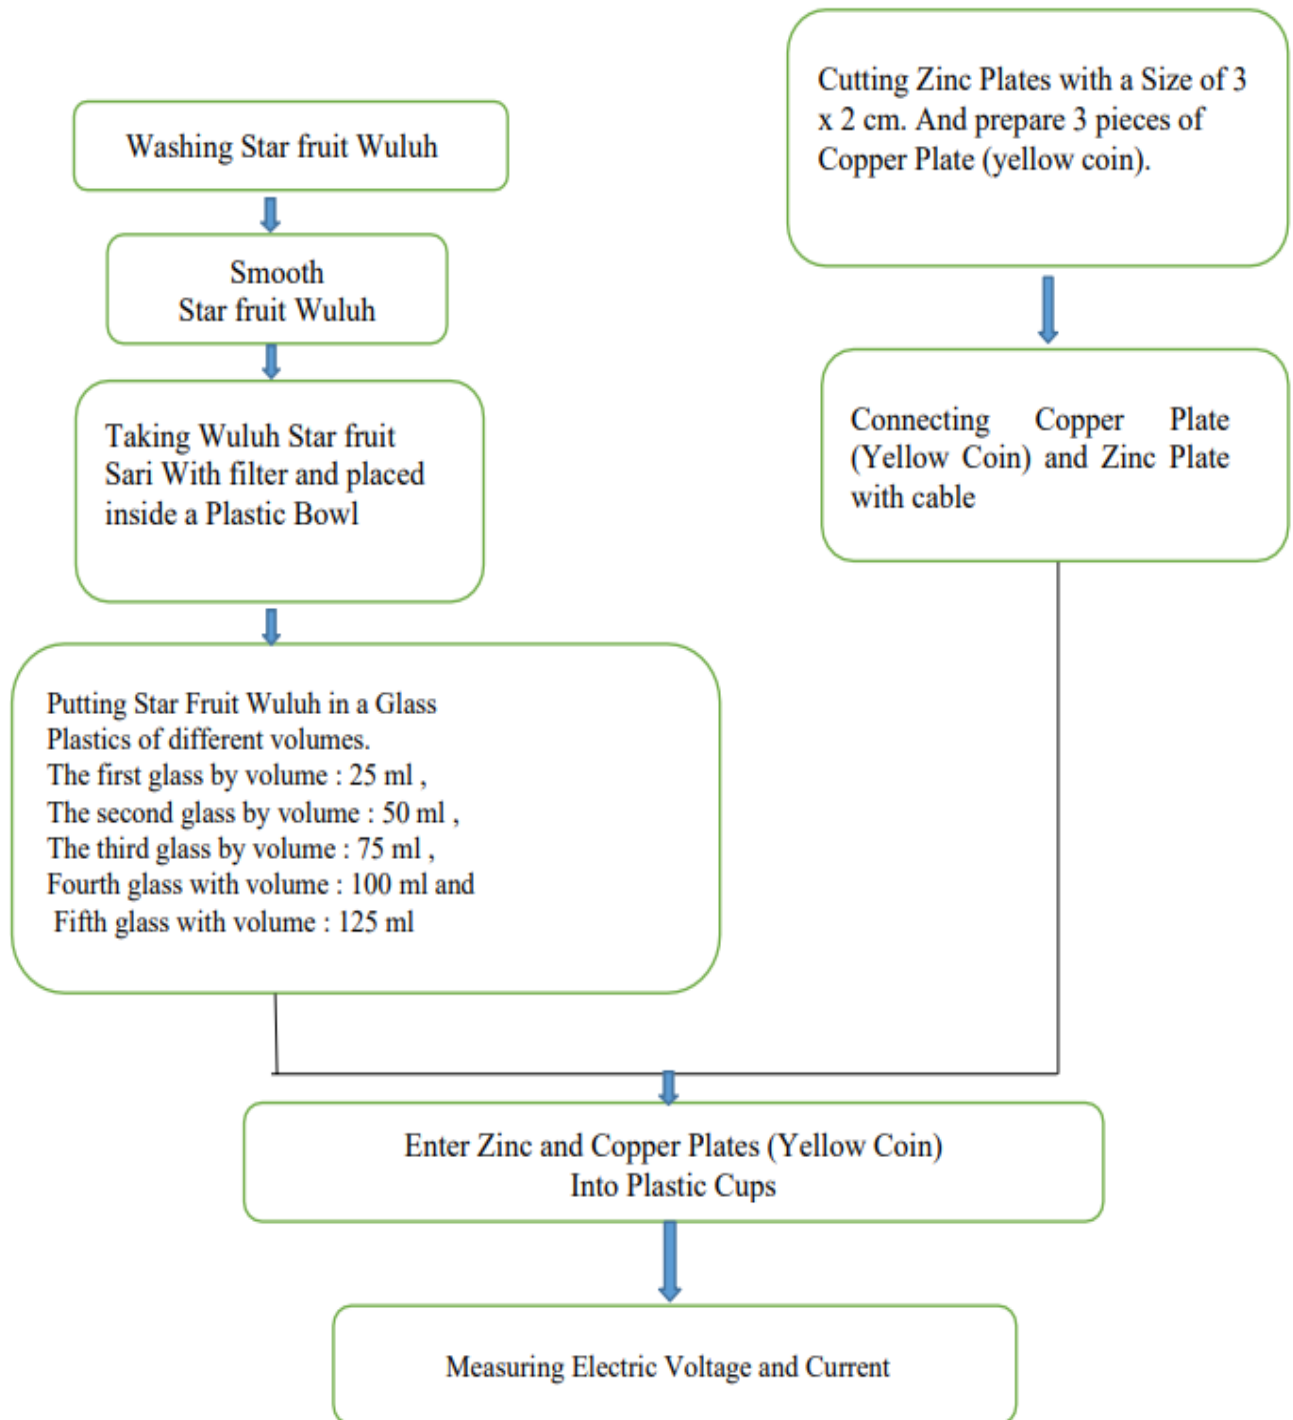 Washing Star fruit Wuluh
Smooth
Star fruit Wuluh
Taking Wuluh Star fruit
Sari With filter and placed
inside a Plastic Bowl
Putting Star Fruit Wuluh in a Glass
Plastics of different volumes.
The first glass by volume : 25 ml ,
The second glass by volume : 50 ml ,
The third glass by volume : 75 ml ,
Fourth glass with volume : 100 ml and
Fifth glass with volume : 125 ml
Cutting Zinc Plates with a Size of 3
x 2 cm. And prepare 3 pieces of
Copper Plate (yellow coin).
Connecting Copper Plate
(Yellow Coin) and Zinc Plate
with cable
Enter Zinc and Copper Plates (Yellow Coin)
Into Plastic Cups
Measuring Electric Voltage and Current